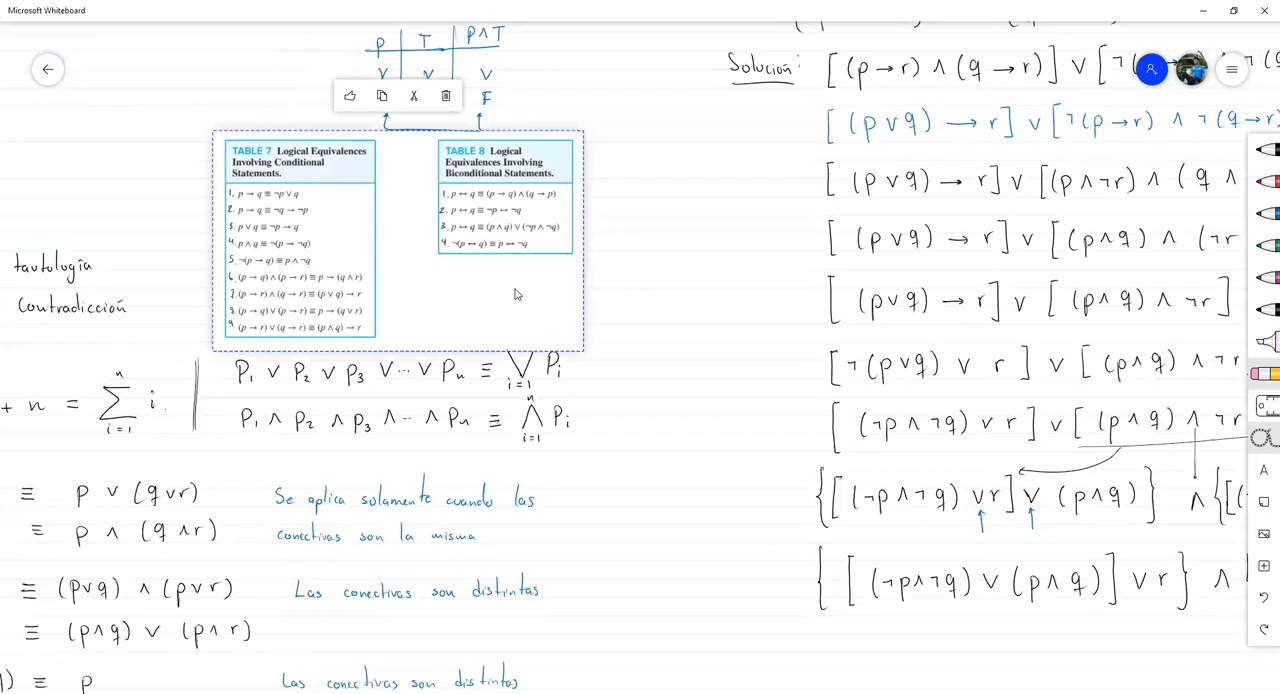 Microsoft Whiteboard
P T P∧T
V V V
F
TABLE 7 Logical Equivalences
Involving Conditional
Statements.
1. p → q ≡ ¬p ∨ q
2. p → q ≡ ¬q → ¬p
3. p ∨ q ≡ ¬p → q
4. p ∧ q ≡ ¬(p → ¬q)
5. ¬(p → q) ≡ p ∧ ¬q
6. (p → q) ∧ (p → r) ≡ p → (q ∧ r)
7. (p → r) ∧ (q → r) ≡ (p ∨ q) → r
8. (p → q) ∨ (p → r) ≡ p → (q ∨ r)
9. (p → r) ∨ (q → r) ≡ (p ∧ q) → r
TABLE 8 Logical
Equivalences Involving
Biconditional Statements.
1. p ↔ q ≡ (p → q) ∧ (q → p)
2. p ↔ q ≡ ¬p ↔ ¬q
3. p ↔ q ≡ (p ∧ q) ∨ (¬p ∧ ¬q)
4. ¬(p ↔ q) ≡ p ↔ ¬q
tautología
Contradicción
+ n = ∑ i=1 n i.
P₁ ∨ P₂ ∨ P₃ ∨ ··· ∨ Pₙ ≡ ⋁ i=1 Pᵢ
P₁ ∧ P₂ ∧ P₃ ∧ ·· ∧ Pₙ ≡ ⋀ i=1 n Pᵢ
≡ p ∨ (q ∨ r) Se aplica solamente cuando las
≡ p ∧ (q ∧ r) conectivas son la misma
≡ (p∨q) ∧ (p∨r) Las conectivas son distintas
≡ (p∧q) ∨ (p∧r)
) ≡ p Las conectivas son distintas
Solución: [(p → r) ∧ (q → r)] ∨ [¬(
[(p ∨ q) → r] ∨ [¬(p → r) ∧ ¬(q → r)
[(p ∨ q) → r] ∨ [(p ∧ ¬r) ∧ (q ∧
[(p ∨ q) → r] ∨ [(p ∧ q) ∧ (¬r
[(p ∨ q) → r] ∨ [(p ∧ q) ∧ ¬r]
[¬(p ∨ q) ∨ r] ∨ [(p ∧ q) ∧ ¬r
[(¬p ∧ ¬q) ∨ r] ∨ [(p ∧ q) ∧ ¬r
{[(¬p ∧ ¬q) ∨ r] ∨ (p ∧ q)} ∧ {[(
{[(¬p ∧ ¬q) ∨ (p ∧ q)] ∨ r} ∧